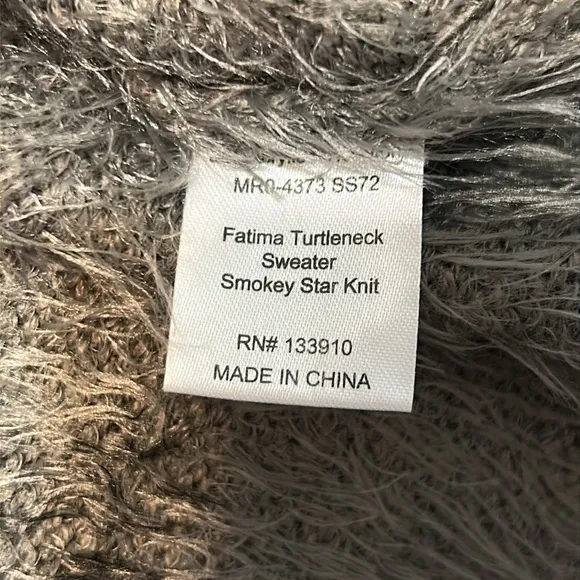 MR0-4373 SS72
Fatima Turtleneck
Sweater
Smokey Star Knit
RN# 133910
MADE IN CHINA